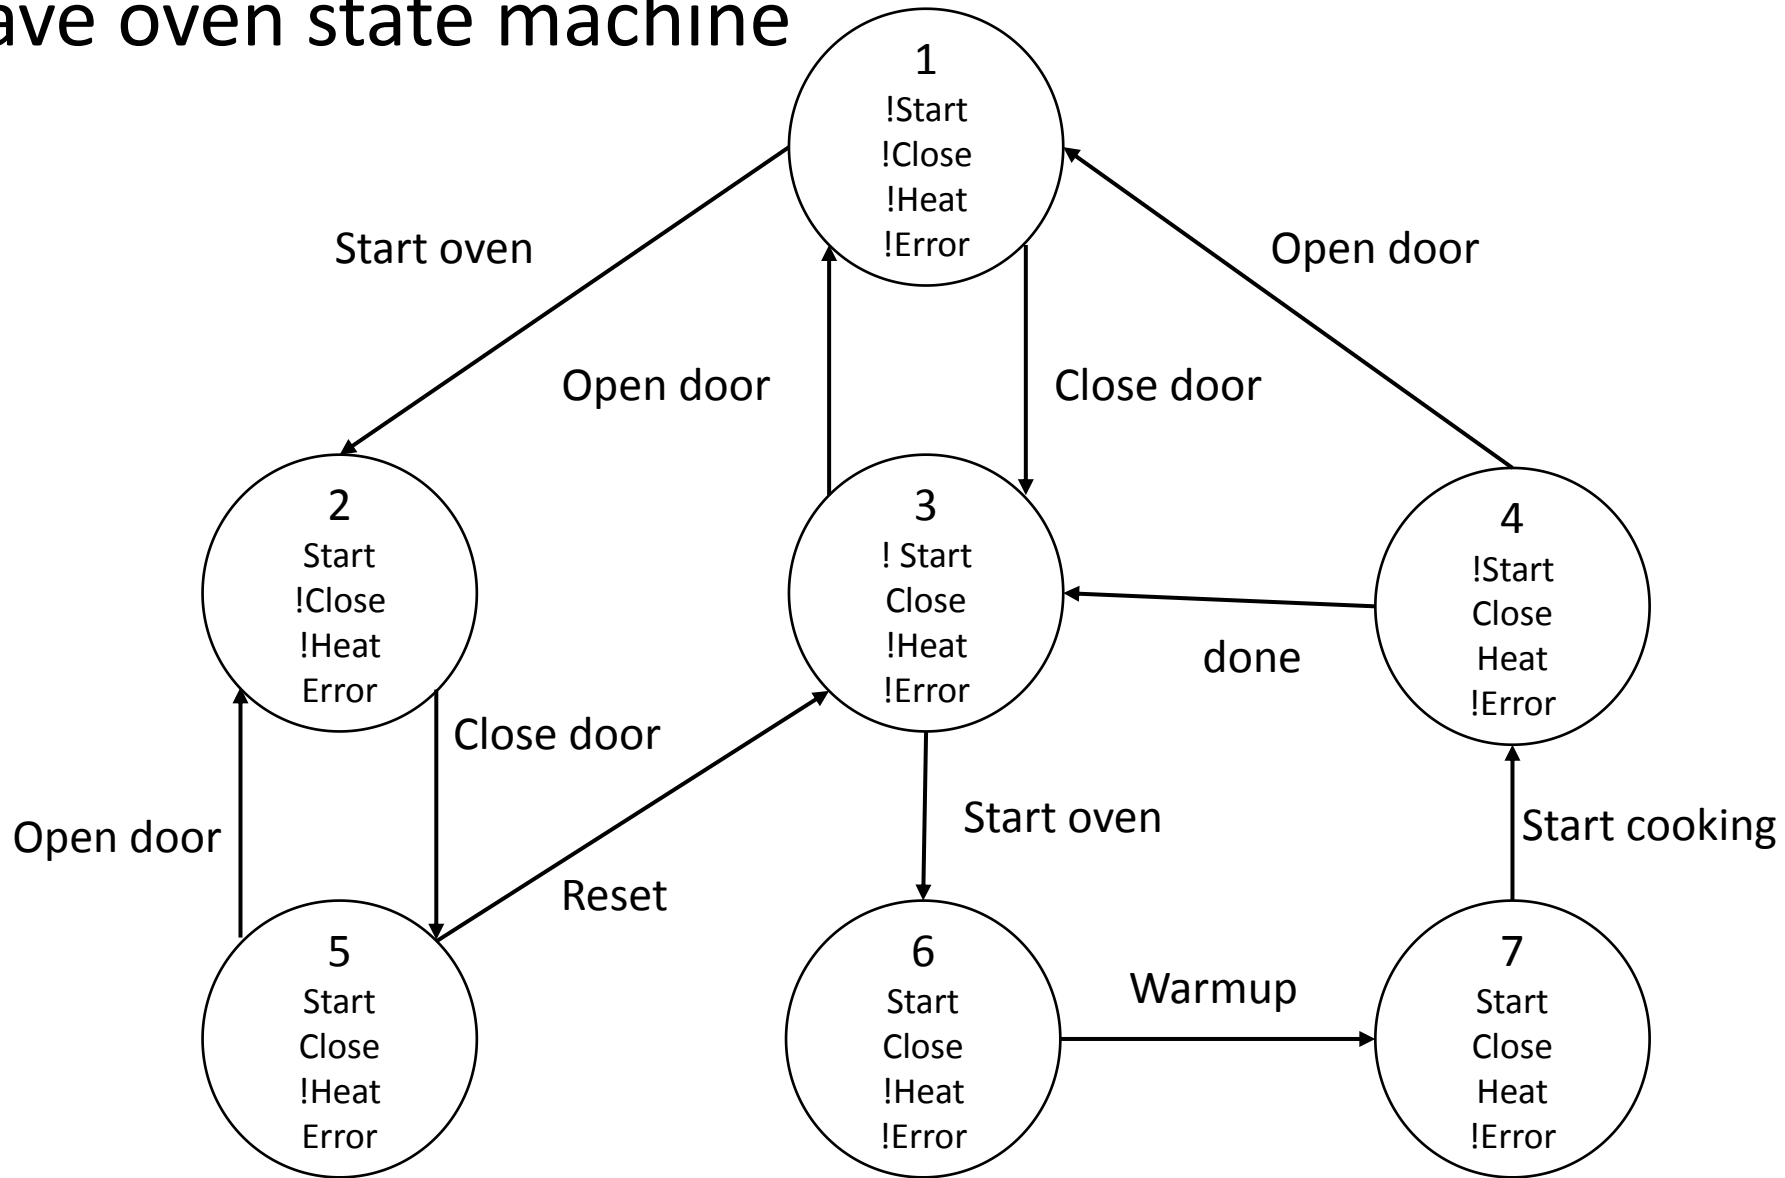 oven state machine
1
!Start
!Close
!Heat
!Error
Start oven
Open door
Open door
Close door
2
Start
!Close
!Heat
Error
3
! Start
Close
!Heat
!Error
4
!Start
Close
Heat
!Error
done
Close door
Open door
Start oven
Start cooking
Reset
5
Start
Close
!Heat
Error
6
Start
Close
!Heat
!Error
Warmup
7
Start
Close
Heat
!Error